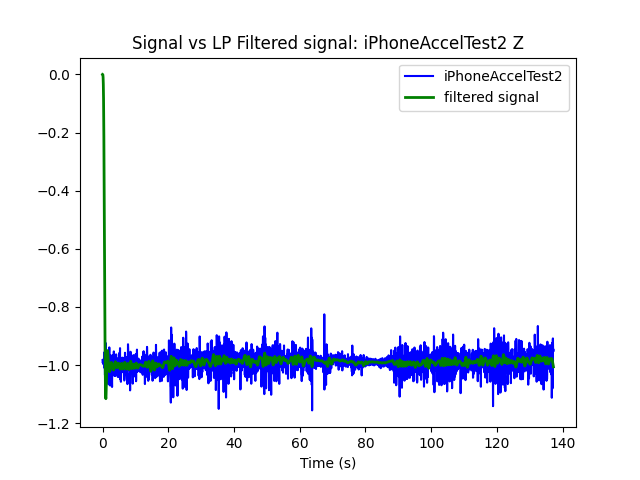 Signal vs LP Filtered signal: iPhoneAccelTest2 Z
iPhoneAccelTest2
filtered signal
0.0
−0.2
−0.4
−0.6
−0.8
−1.0
−1.2
0 20 40 60 80 100 120 140
Time (s)